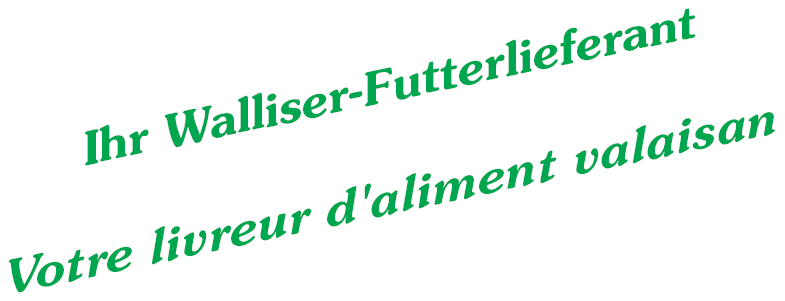 Ihr Walliser-Futterlieferant
Votre livreur d'aliment valaisan